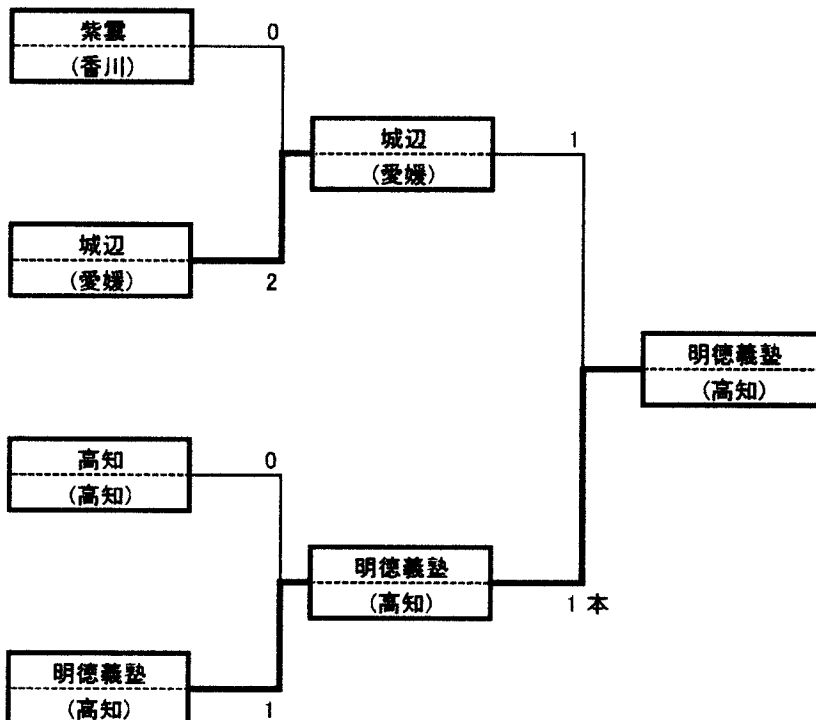 紫雲
0
(香川)
城辺
1
(愛媛)
城辺
(愛媛)
2
明徳義塾
(高知)
高知
0
(高知)
明徳義塾
(高知)
1 本
明徳義塾
(高知)
1